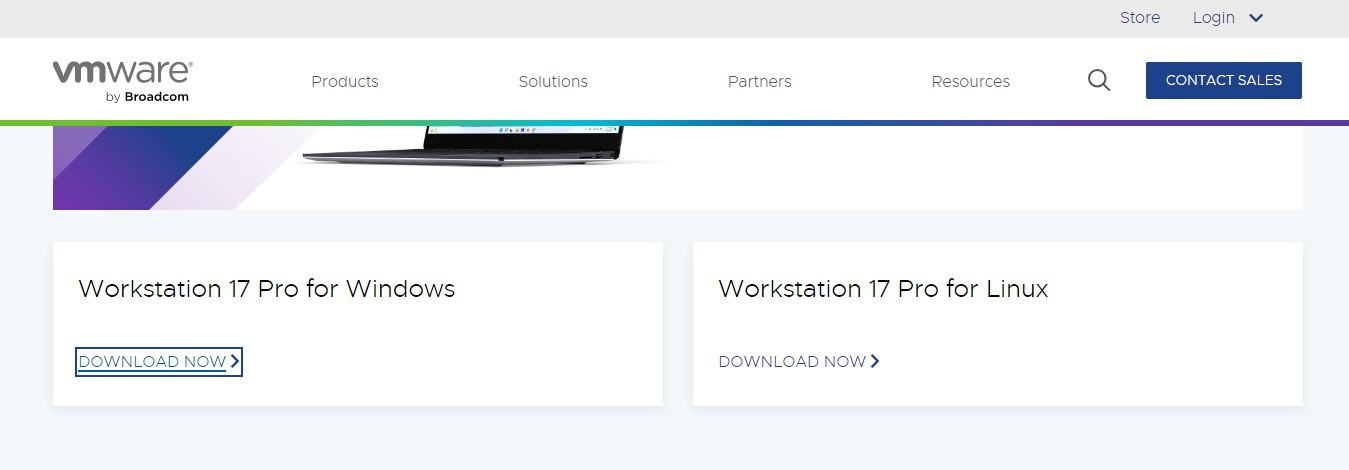 Store Login
vmware®
by Broadcom
Products Solutions Partners Resources CONTACT SALES
Workstation 17 Pro for Windows
DOWNLOAD NOW
Workstation 17 Pro for Linux
DOWNLOAD NOW